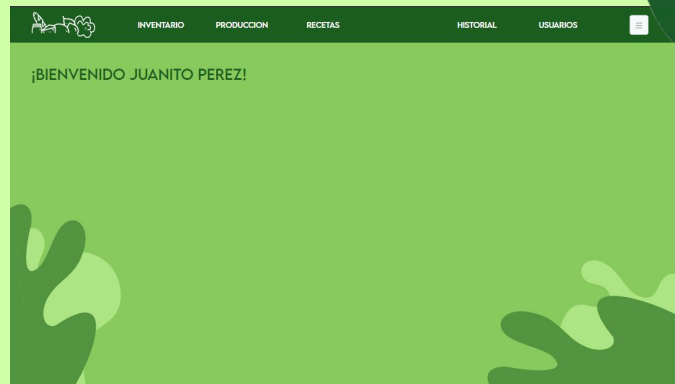 INVENTARIO PRODUCCION RECETAS HISTORIAL USUARIOS
¡BIENVENIDO JUANITO PEREZ!